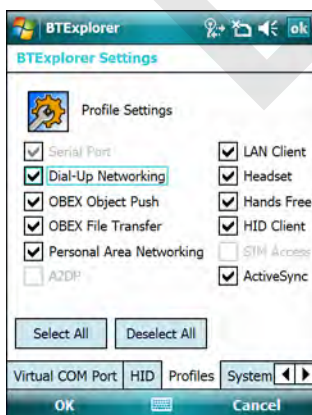 BTExplorer ok
BTExplorer Settings
Profile Settings
Serial Port LAN Client
Dial-Up Networking Headset
OBEX Object Push Hands Free
OBEX File Transfer HID Client
Personal Area Networking SIM Access
A2DP ActiveSync
Select All Deselect All
Virtual COM Port HID Profiles System
OK Cancel